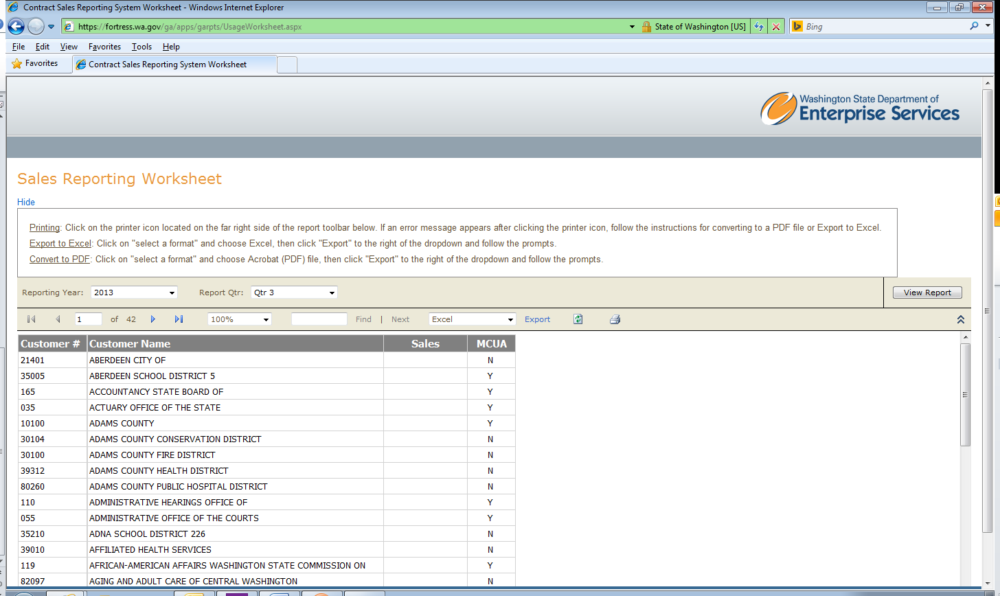 Contract Sales Reporting System Worksheet - Windows Internet Explorer
https://fortress.wa.gov/ga/apps/garpts/UsageWorksheet.aspx State of Washington [US] Bing
File Edit View Favorites Tools Help
Favorites Contract Sales Reporting System Worksheet
Washington State Department of
Enterprise Services
Sales Reporting Worksheet
Hide
Printing: Click on the printer icon located on the far right side of the report toolbar below. If an error message appears after clicking the printer icon, follow the instructions for converting to a PDF file or Export to Excel.
Export to Excel: Click on "select a format" and choose Excel, then click "Export" to the right of the dropdown and follow the prompts.
Convert to PDF: Click on "select a format" and choose Acrobat (PDF) file, then click "Export" to the right of the dropdown and follow the prompts.
Reporting Year: 2013 Report Qtr: Qtr 3 View Report
1 of 42 100% Find | Next Excel Export
Customer # Customer Name Sales MCUA
21401 ABERDEEN CITY OF N
35005 ABERDEEN SCHOOL DISTRICT 5 Y
165 ACCOUNTANCY STATE BOARD OF Y
035 ACTUARY OFFICE OF THE STATE Y
10100 ADAMS COUNTY Y
30104 ADAMS COUNTY CONSERVATION DISTRICT N
30100 ADAMS COUNTY FIRE DISTRICT N
39312 ADAMS COUNTY HEALTH DISTRICT N
80260 ADAMS COUNTY PUBLIC HOSPITAL DISTRICT N
110 ADMINISTRATIVE HEARINGS OFFICE OF Y
055 ADMINISTRATIVE OFFICE OF THE COURTS Y
35210 ADNA SCHOOL DISTRICT 226 N
39010 AFFILIATED HEALTH SERVICES N
119 AFRICAN-AMERICAN AFFAIRS WASHINGTON STATE COMMISSION ON Y
82097 AGING AND ADULT CARE OF CENTRAL WASHINGTON N